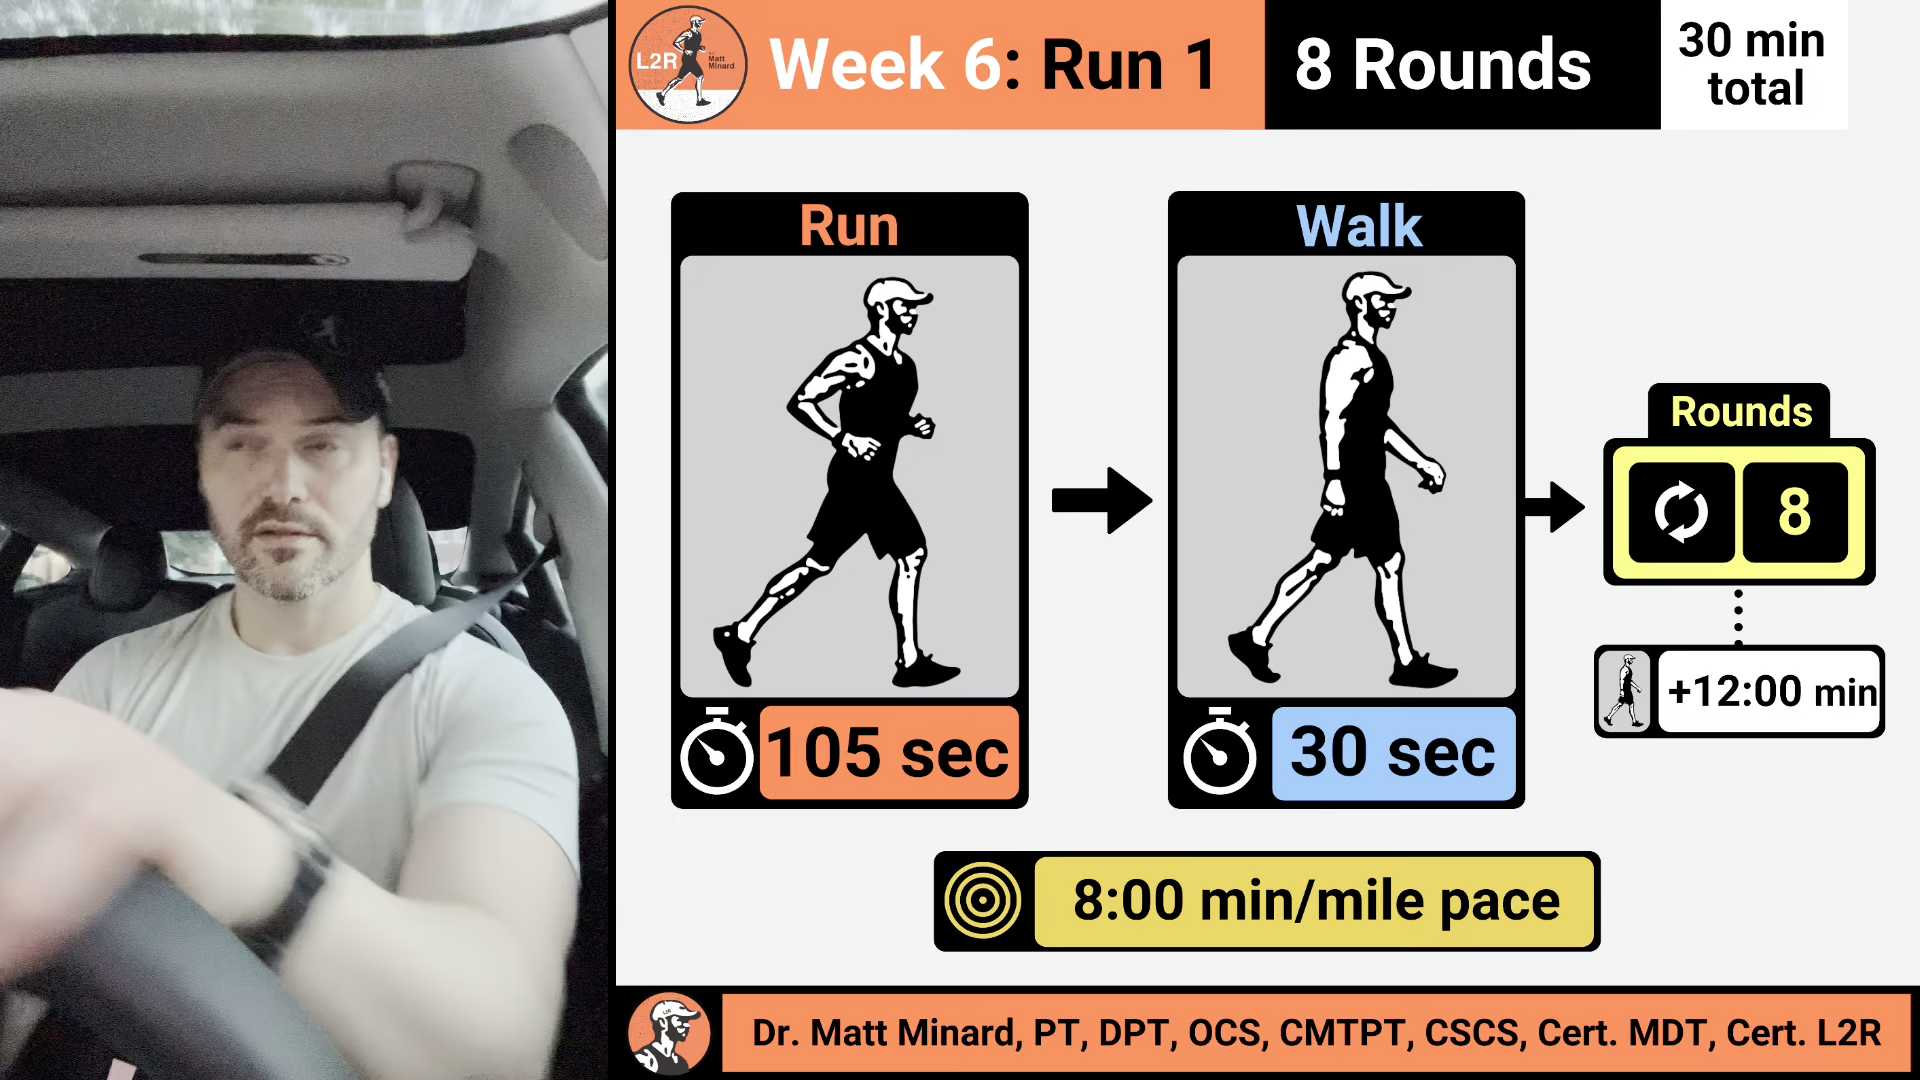 L2R
Matt
Minard
Week 6: Run 1
8 Rounds
30 min
total
Run
Walk
Rounds
8
+12:00 min
105 sec
30 sec
8:00 min/mile pace
Dr. Matt Minard, PT, DPT, OCS, CMTPT, CSCS, Cert. MDT, Cert. L2R